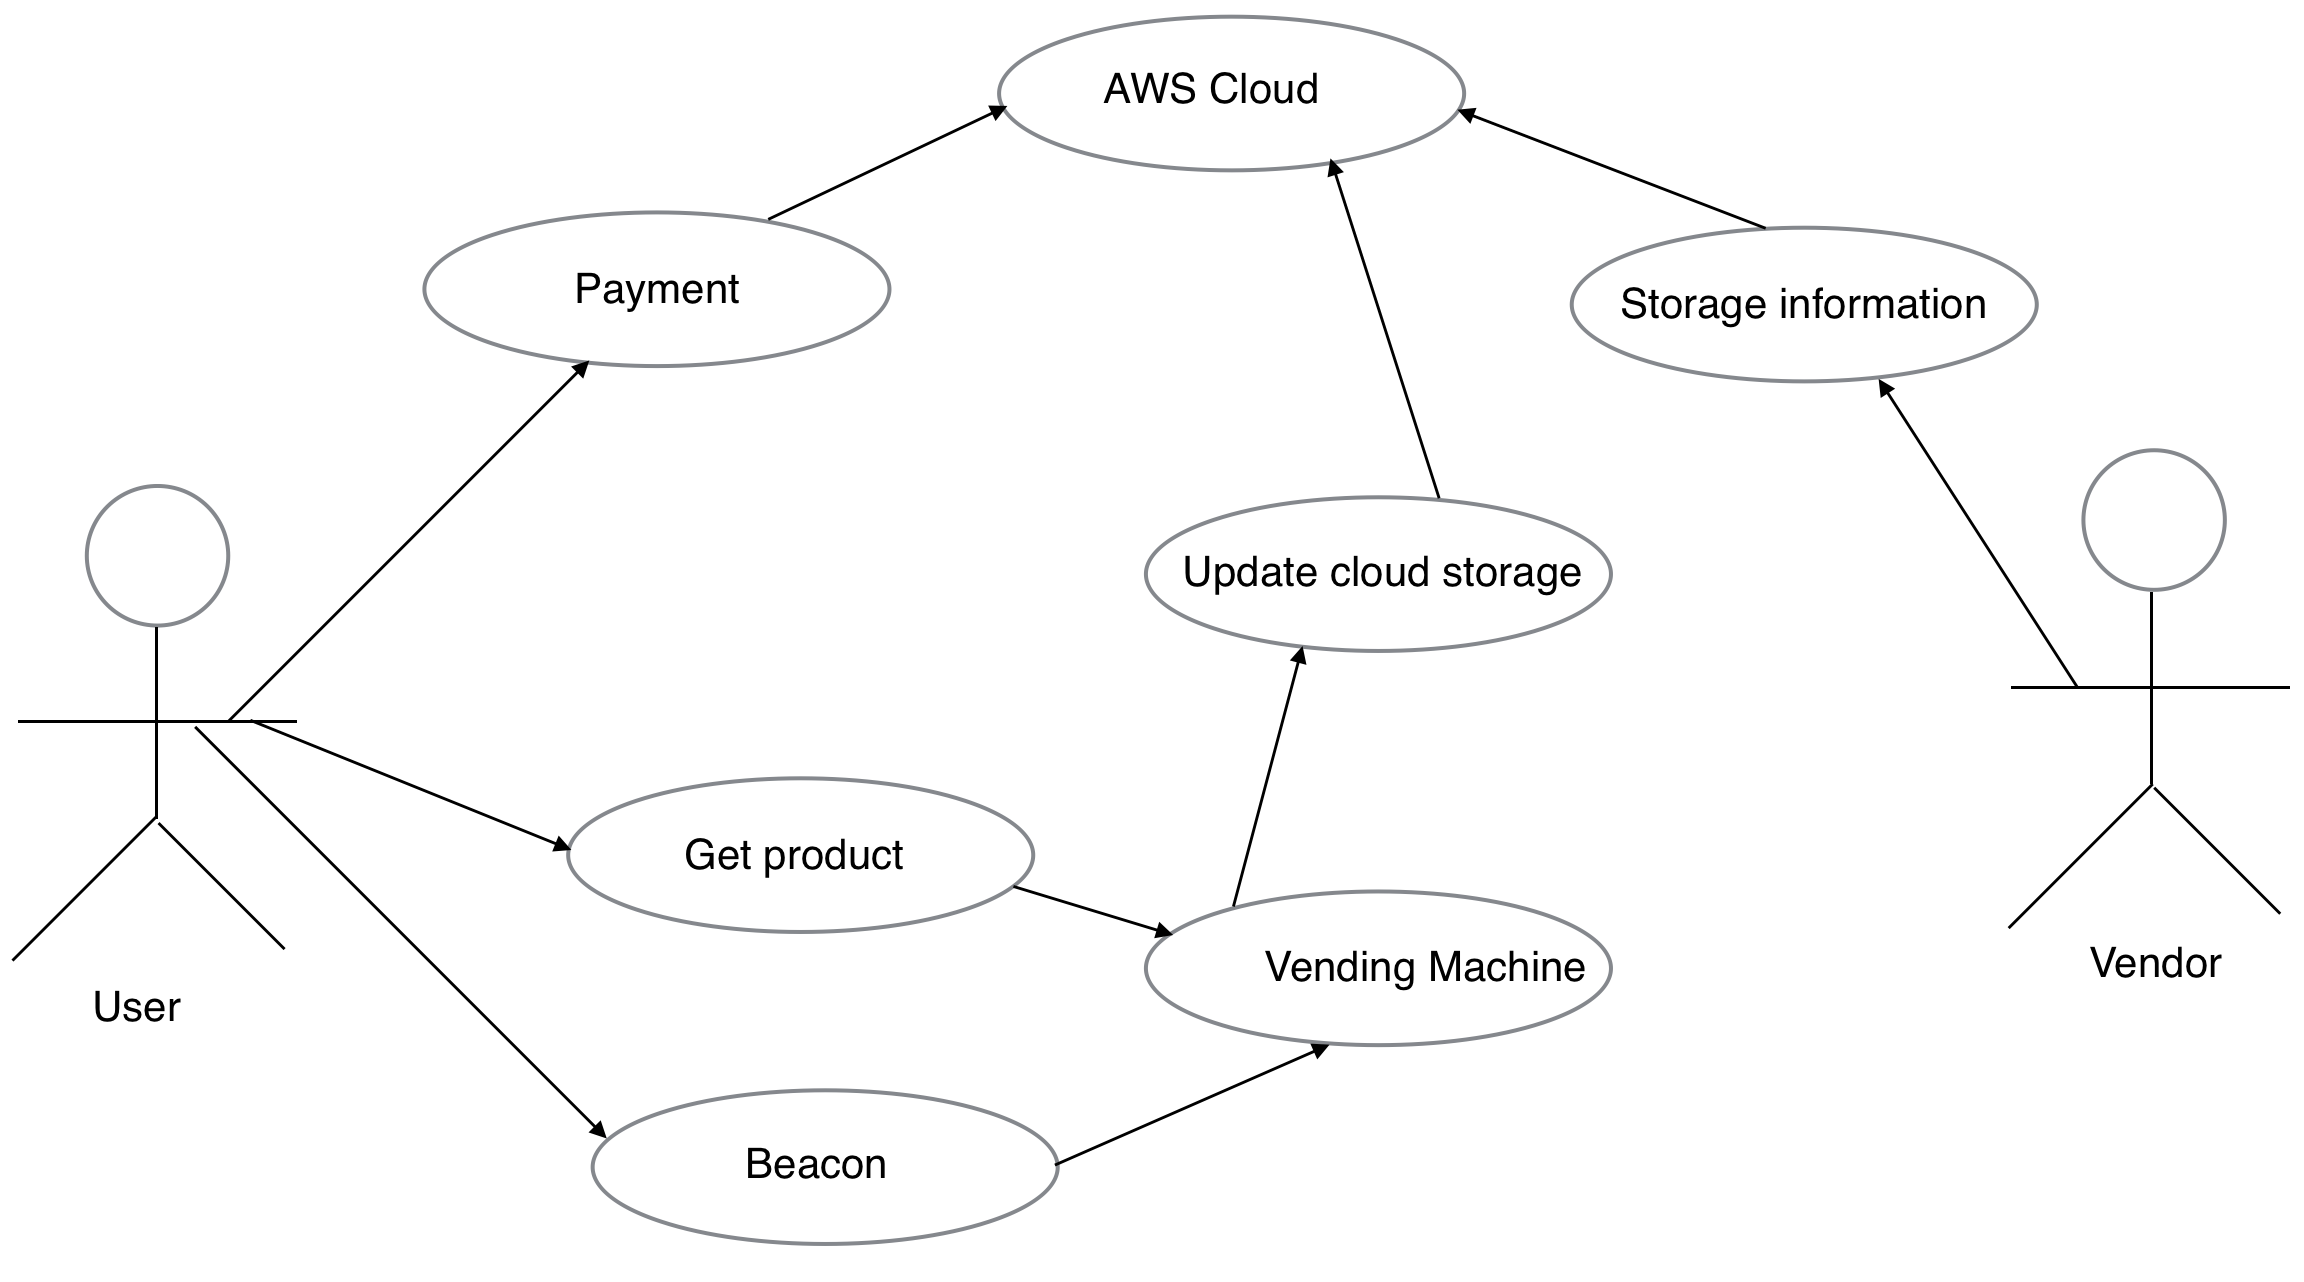 AWS Cloud
Payment
Storage information
Update cloud storage
Get product
Vending Machine
Vendor
User
Beacon